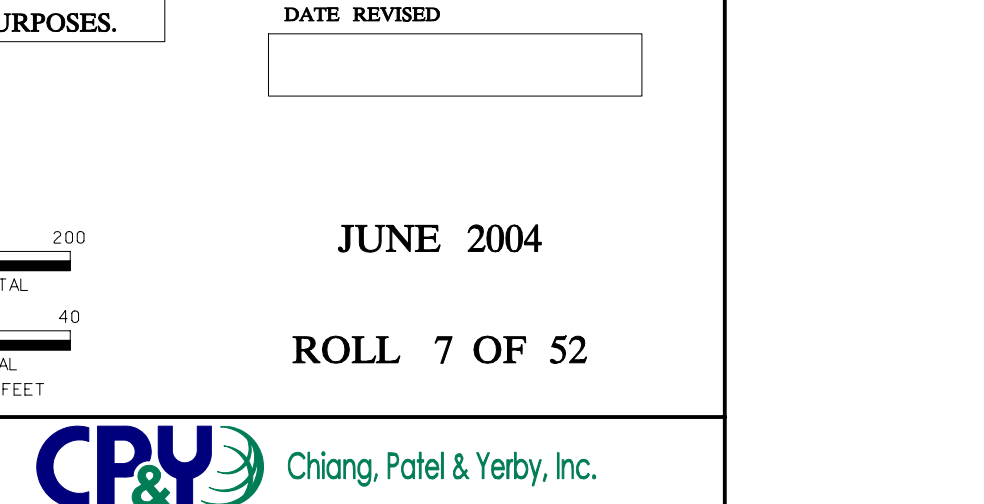 URPOSES.
DATE REVISED
JUNE 2004
200
TAL
40
AL
FEET
ROLL 7 OF 52
CP&Y
Chiang, Patel & Yerby, Inc.